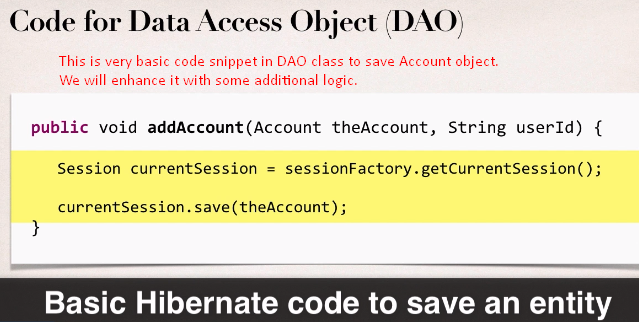 Code for Data Access Object (DAO)
This is very basic code snippet in DAO class to save Account object.
We will enhance it with some additional logic.
public void addAccount(Account theAccount, String userId) {
Session currentSession = sessionFactory.getCurrentSession();
currentSession.save(theAccount);
}
Basic Hibernate code to save an entity